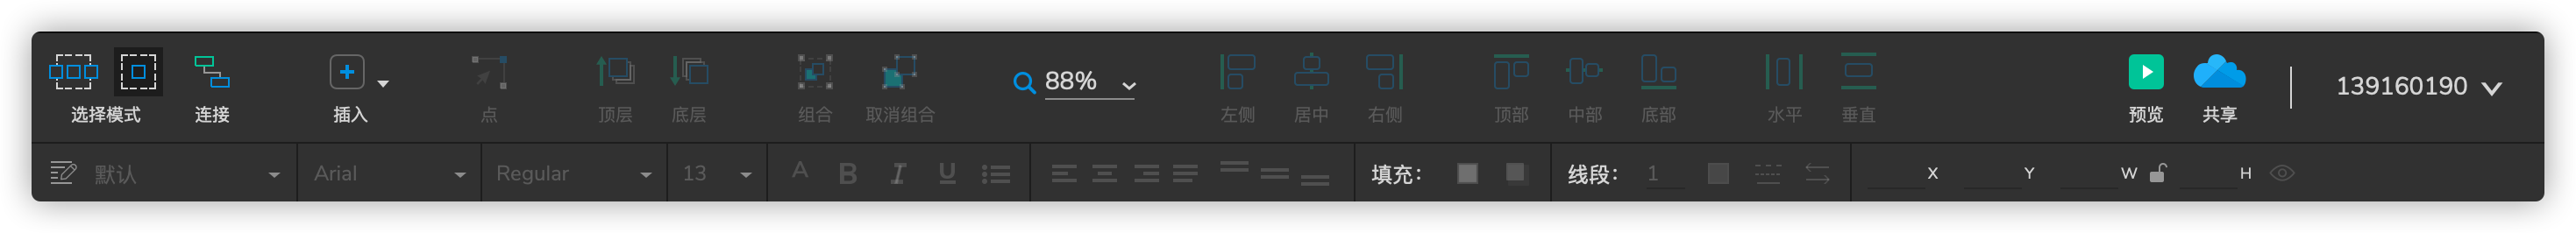 88% 139160190
选择模式 连接 插入 点 顶层 底层 组合 取消组合 左侧 居中 右侧 顶部 中部 底部 水平 垂直 预览 共享
默认 Arial Regular 13 A B I U 填充： 线段： 1 X Y W H